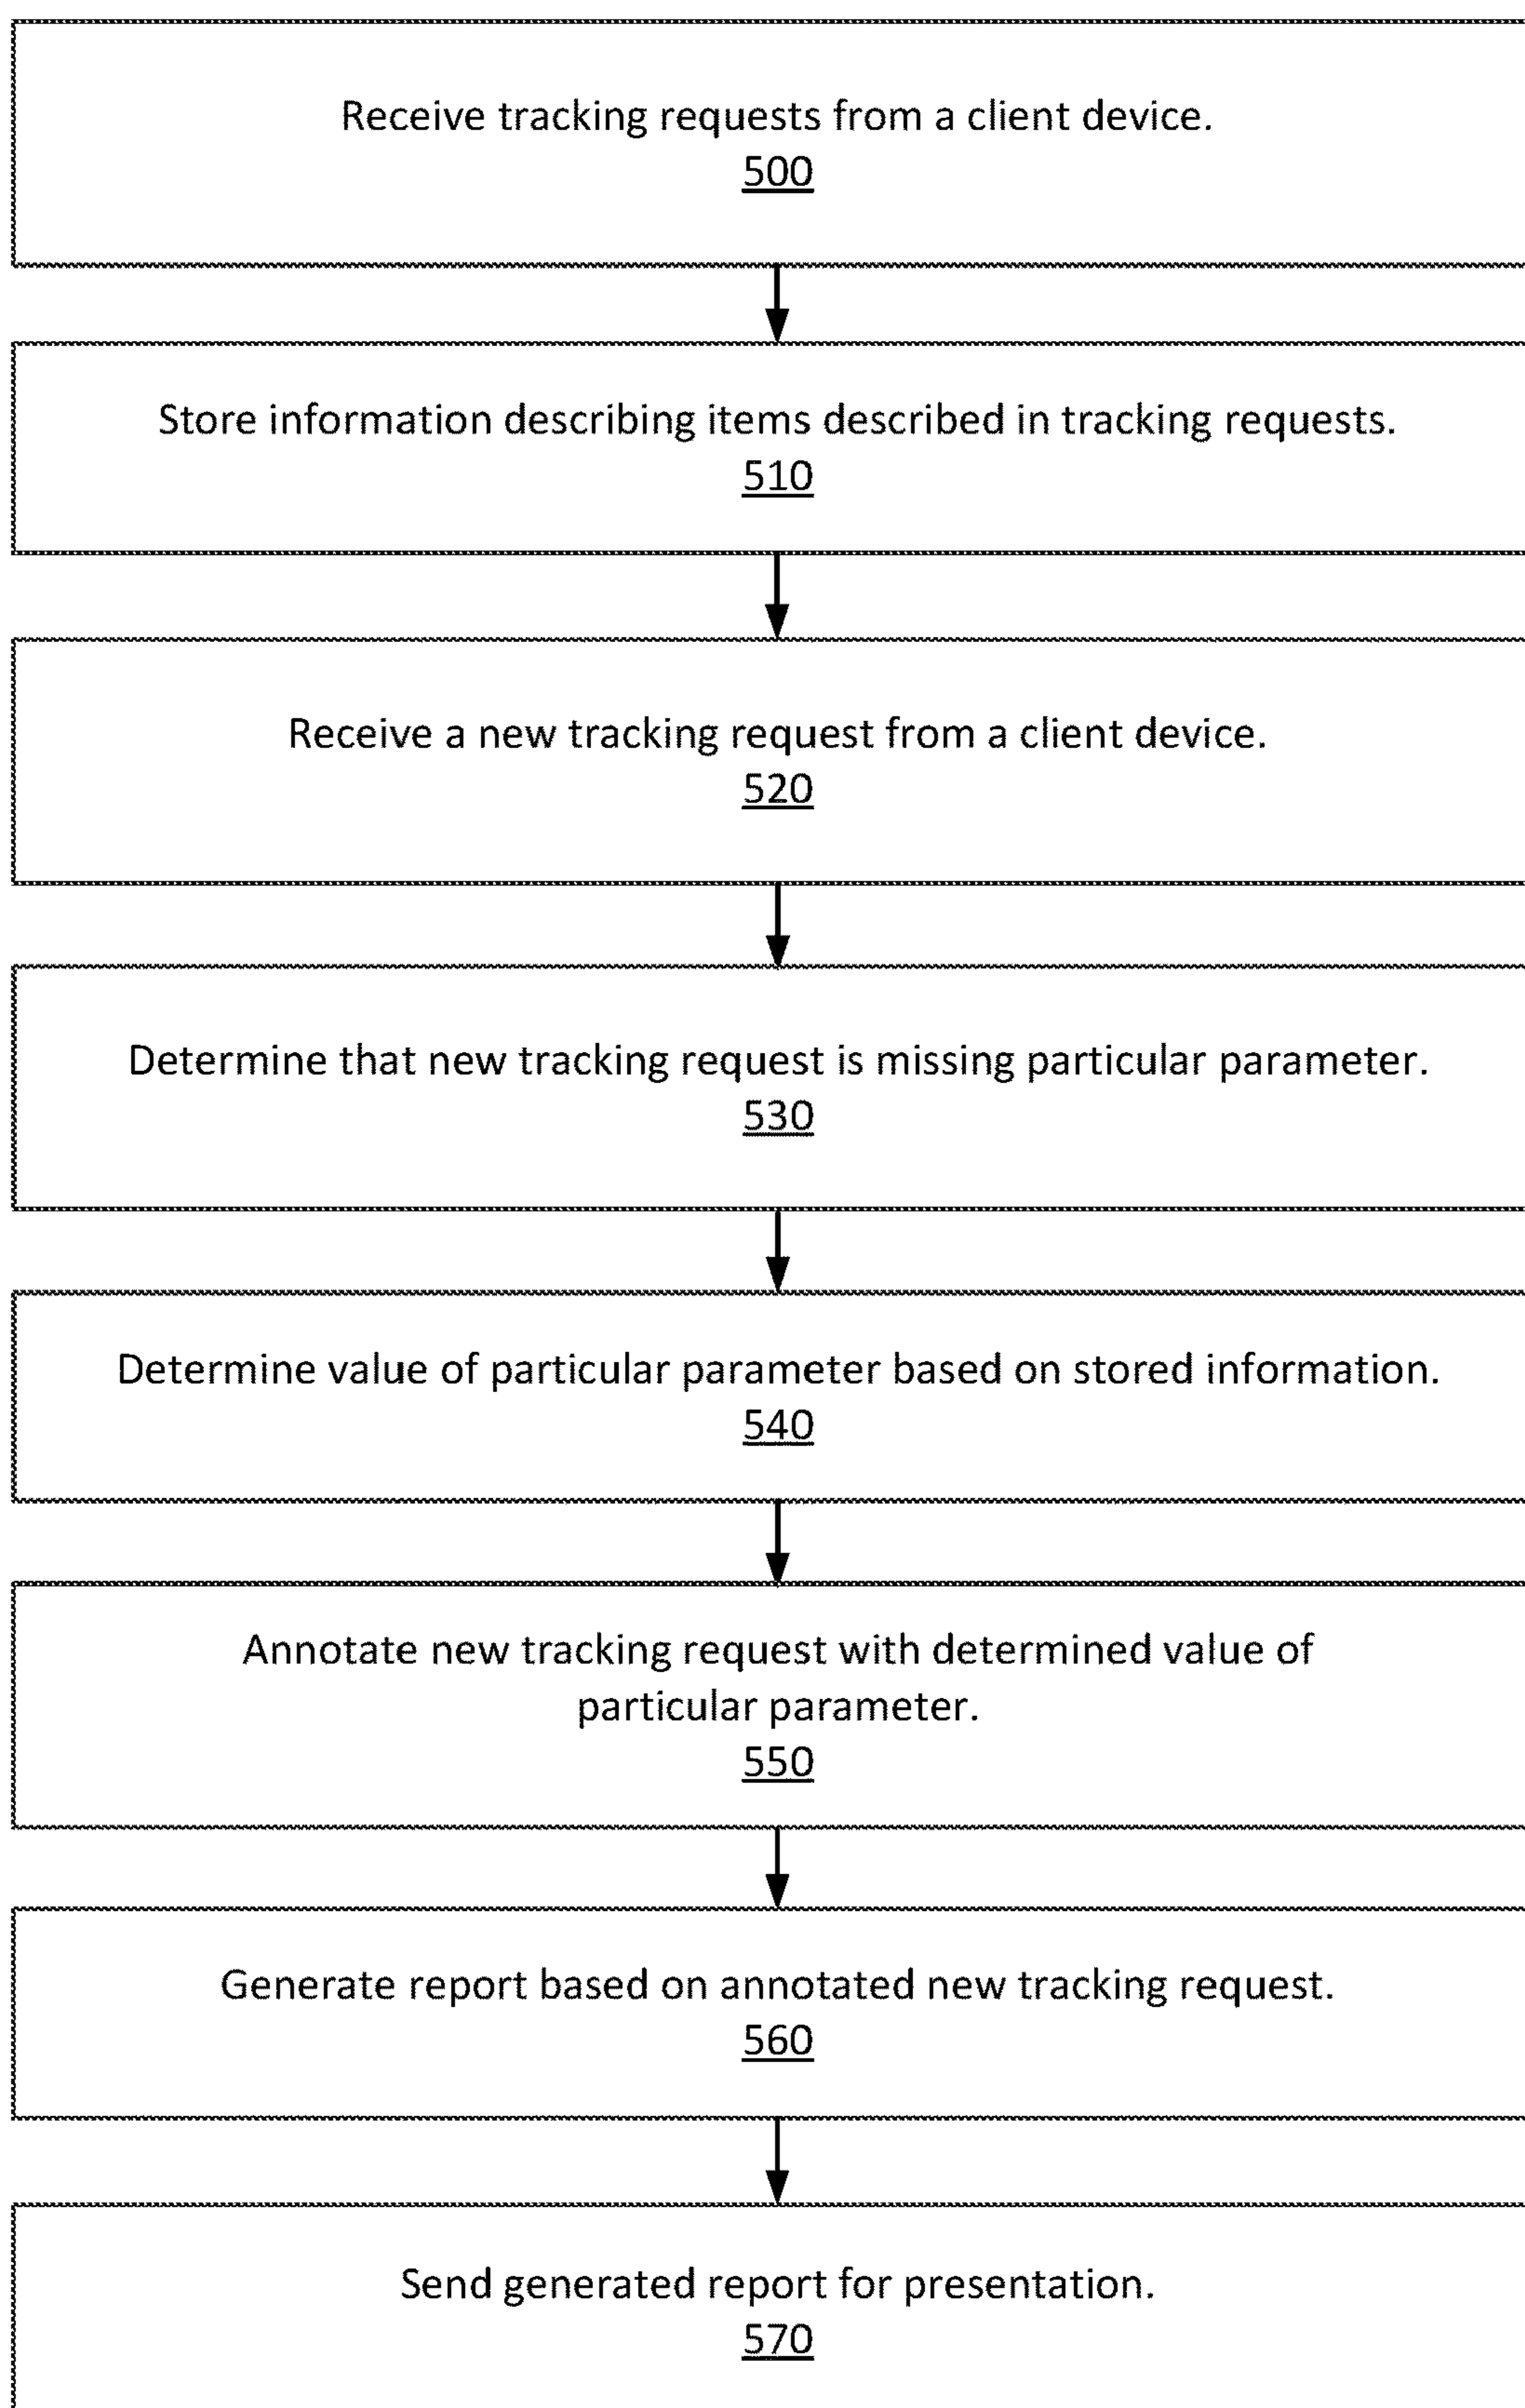 Receive tracking requests from a client device.
500
Store information describing items described in tracking requests.
510
Receive a new tracking request from a client device.
520
Determine that new tracking request is missing particular parameter.
530
Determine value of particular parameter based on stored information.
540
Annotate new tracking request with determined value of
particular parameter.
550
Generate report based on annotated new tracking request.
560
Send generated report for presentation.
570